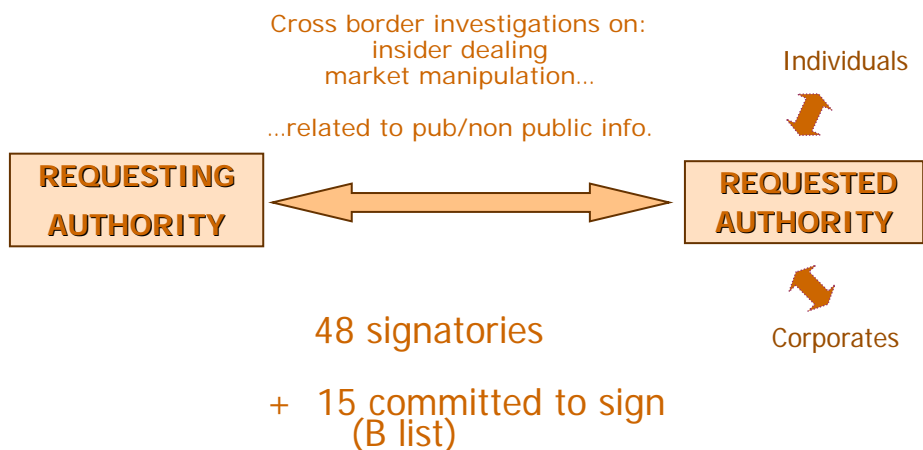 Cross border investigations on:
insider dealing
market manipulation...
...related to pub/non public info.
Individuals
REQUESTING
AUTHORITY
REQUESTED
AUTHORITY
48 signatories
Corporates
+ 15 committed to sign
(B list)